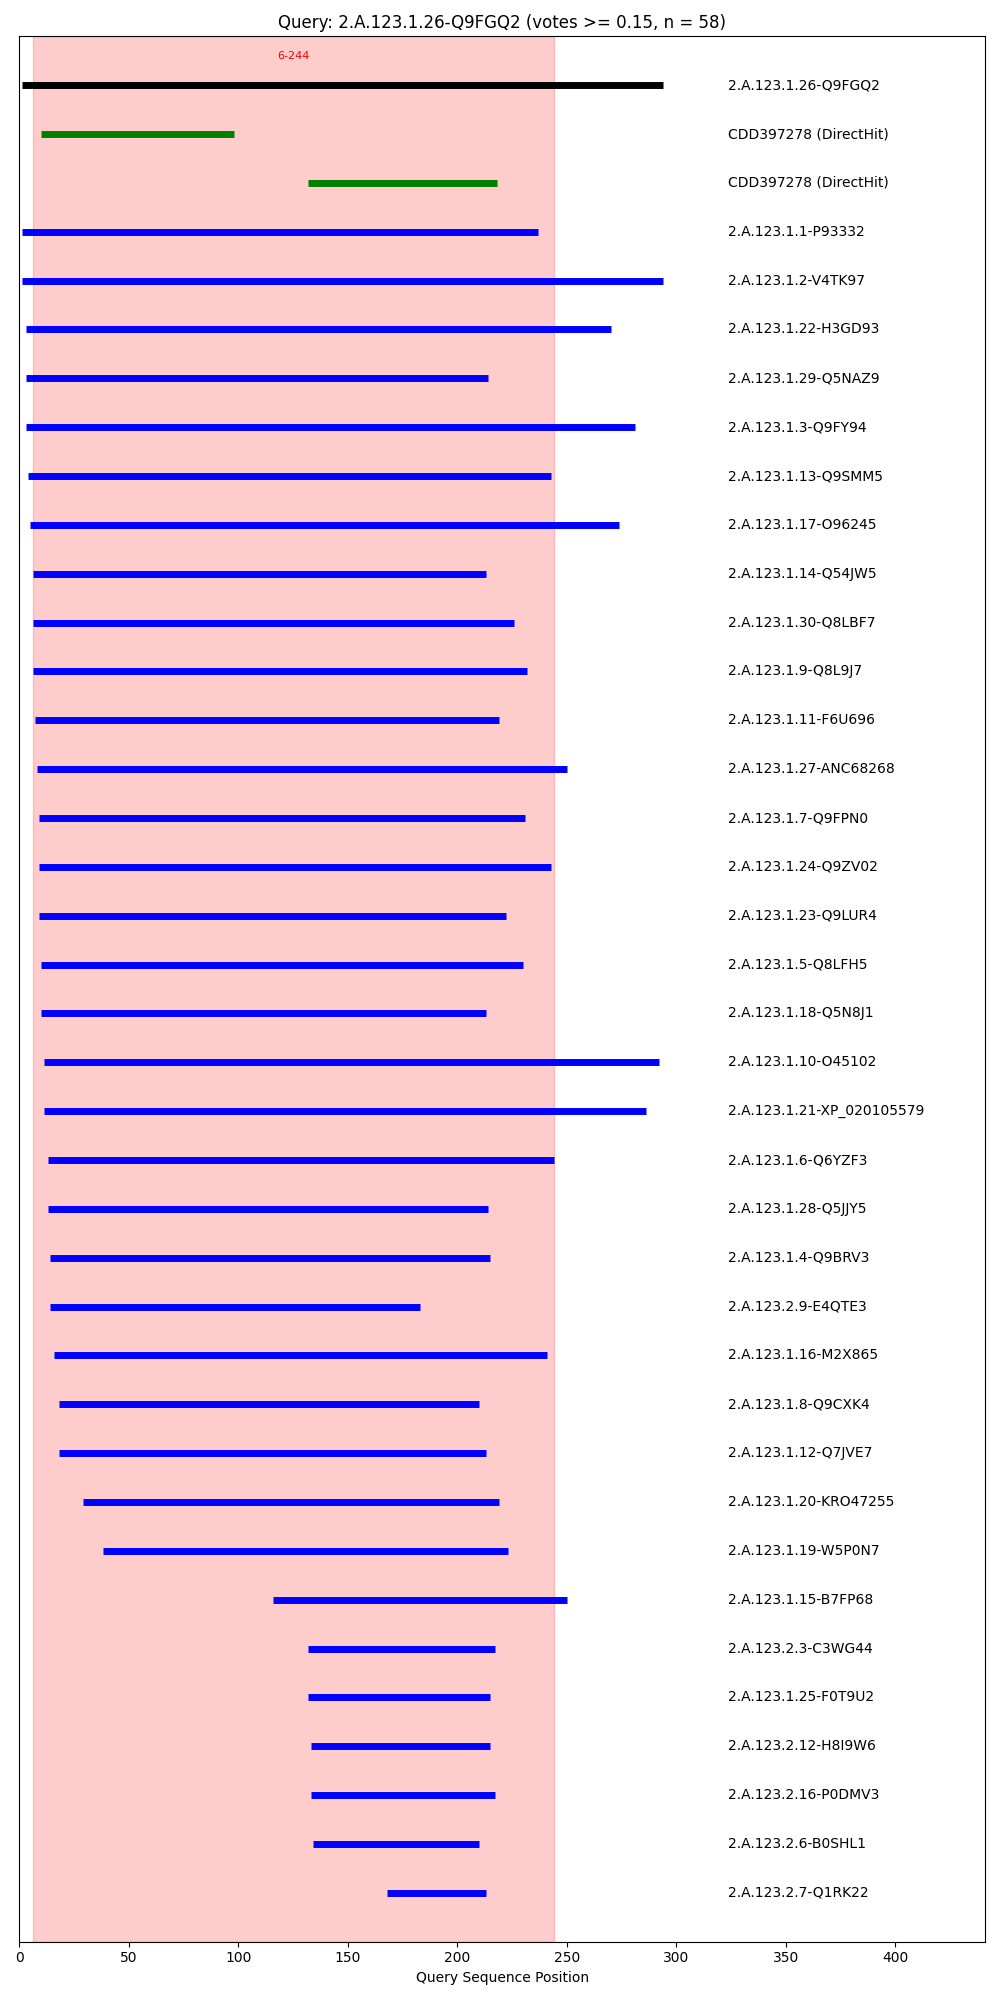 Query: 2.A.123.1.26-Q9FGQ2 (votes >= 0.15, n = 58)
6-244
2.A.123.1.26-Q9FGQ2
CDD397278 (DirectHit)
CDD397278 (DirectHit)
2.A.123.1.1-P93332
2.A.123.1.2-V4TK97
2.A.123.1.22-H3GD93
2.A.123.1.29-Q5NAZ9
2.A.123.1.3-Q9FY94
2.A.123.1.13-Q9SMM5
2.A.123.1.17-O96245
2.A.123.1.14-Q54JW5
2.A.123.1.30-Q8LBF7
2.A.123.1.9-Q8L9J7
2.A.123.1.11-F6U696
2.A.123.1.27-ANC68268
2.A.123.1.7-Q9FPN0
2.A.123.1.24-Q9ZV02
2.A.123.1.23-Q9LUR4
2.A.123.1.5-Q8LFH5
2.A.123.1.18-Q5N8J1
2.A.123.1.10-O45102
2.A.123.1.21-XP_020105579
2.A.123.1.6-Q6YZF3
2.A.123.1.28-Q5JJY5
2.A.123.1.4-Q9BRV3
2.A.123.2.9-E4QTE3
2.A.123.1.16-M2X865
2.A.123.1.8-Q9CXK4
2.A.123.1.12-Q7JVE7
2.A.123.1.20-KRO47255
2.A.123.1.19-W5P0N7
2.A.123.1.15-B7FP68
2.A.123.2.3-C3WG44
2.A.123.1.25-F0T9U2
2.A.123.2.12-H8I9W6
2.A.123.2.16-P0DMV3
2.A.123.2.6-B0SHL1
2.A.123.2.7-Q1RK22
0 50 100 150 200 250 300 350 400
Query Sequence Position